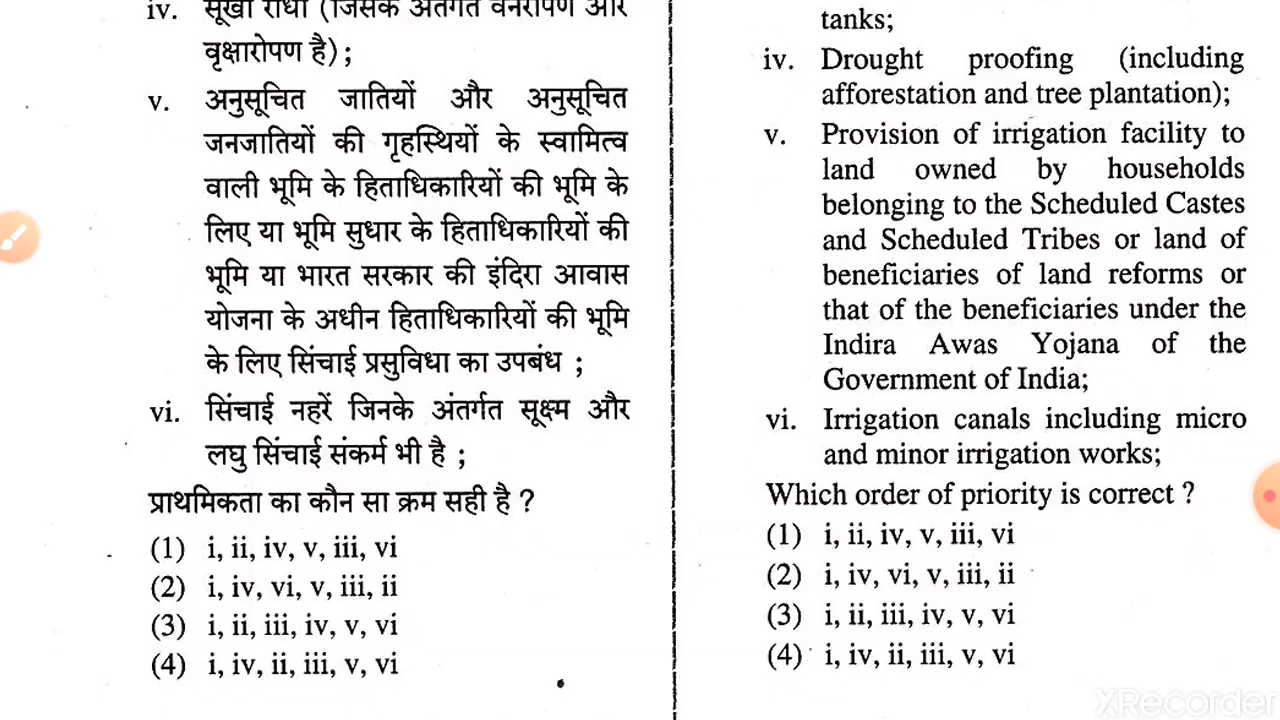 iv. सूखा रोधी (जिसके अंतर्गत वनरोपण और
वृक्षारोपण है) ;
v. अनुसूचित जातियों और अनुसूचित
जनजातियों की गृहस्थियों के स्वामित्व
वाली भूमि के हिताधिकारियों की भूमि के
लिए या भूमि सुधार के हिताधिकारियों की
भूमि या भारत सरकार की इंदिरा आवास
योजना के अधीन हिताधिकारियों की भूमि
के लिए सिंचाई प्रसुविधा का उपबंध ;
vi. सिंचाई नहरें जिनके अंतर्गत सूक्ष्म और
लघु सिंचाई संकर्म भी है ;
प्राथमिकता का कौन सा क्रम सही है ?
(1) i, ii, iv, v, iii, vi
(2) i, iv, vi, v, iii, ii
(3) i, ii, iii, iv, v, vi
(4) i, iv, ii, iii, v, vi
tanks;
iv. Drought proofing (including
afforestation and tree plantation);
v. Provision of irrigation facility to
land owned by households
belonging to the Scheduled Castes
and Scheduled Tribes or land of
beneficiaries of land reforms or
that of the beneficiaries under the
Indira Awas Yojana of the
Government of India;
vi. Irrigation canals including micro
and minor irrigation works;
Which order of priority is correct ?
(1) i, ii, iv, v, iii, vi
(2) i, iv, vi, v, iii, ii
(3) i, ii, iii, iv, v, vi
(4) i, iv, ii, iii, v, vi
XRecorder